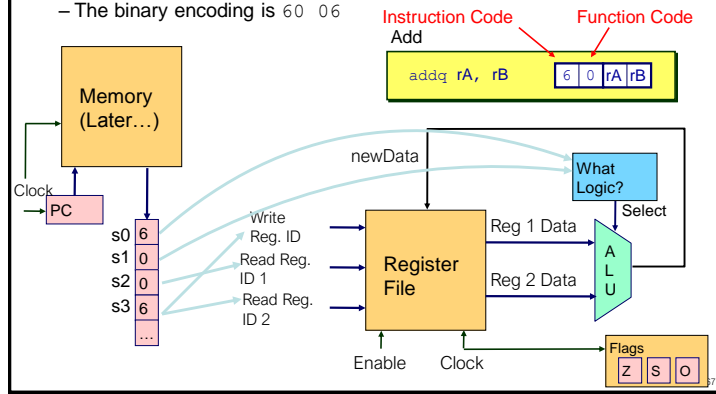 – The binary encoding is 60 06
Instruction Code
Function Code
Add
addq rA, rB
6 0 rA rB
Memory
(Later…)
newData
What
Logic?
Clock
PC
Select
s0 6
s1 0
s2 0
s3 6
…
Write
Reg. ID
Read Reg.
ID 1
Read Reg.
ID 2
Register
File
Reg 1 Data
Reg 2 Data
A
L
U
Enable
Clock
Flags
Z S O
67